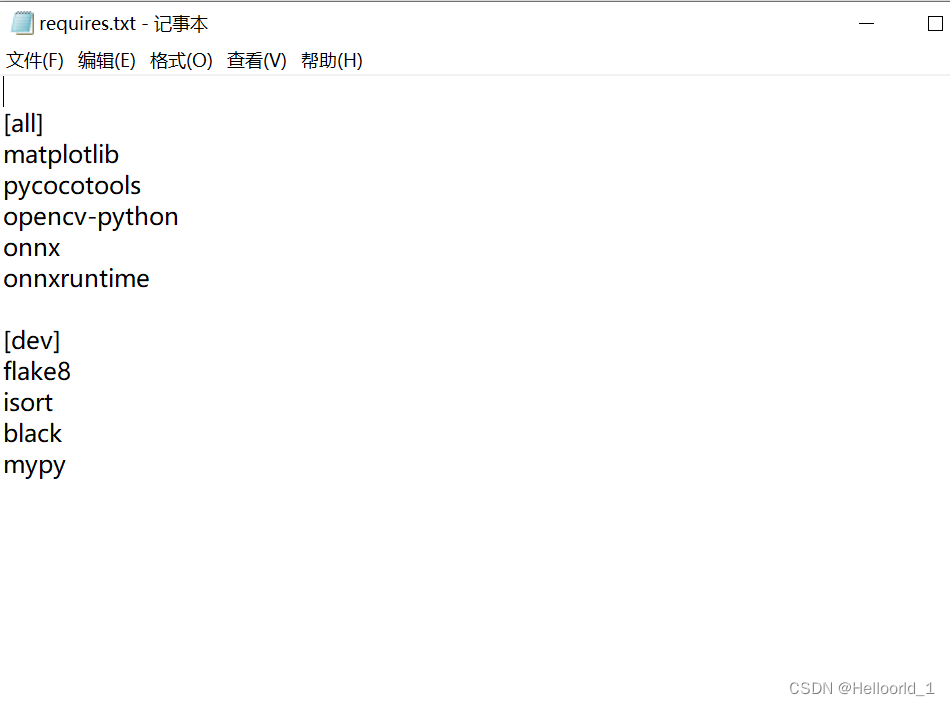 requires.txt - 记事本
文件(F) 编辑(E) 格式(O) 查看(V) 帮助(H)
[all]
matplotlib
pycocotools
opencv-python
onnx
onnxruntime
[dev]
flake8
isort
black
mypy
CSDN @Helloorld_1